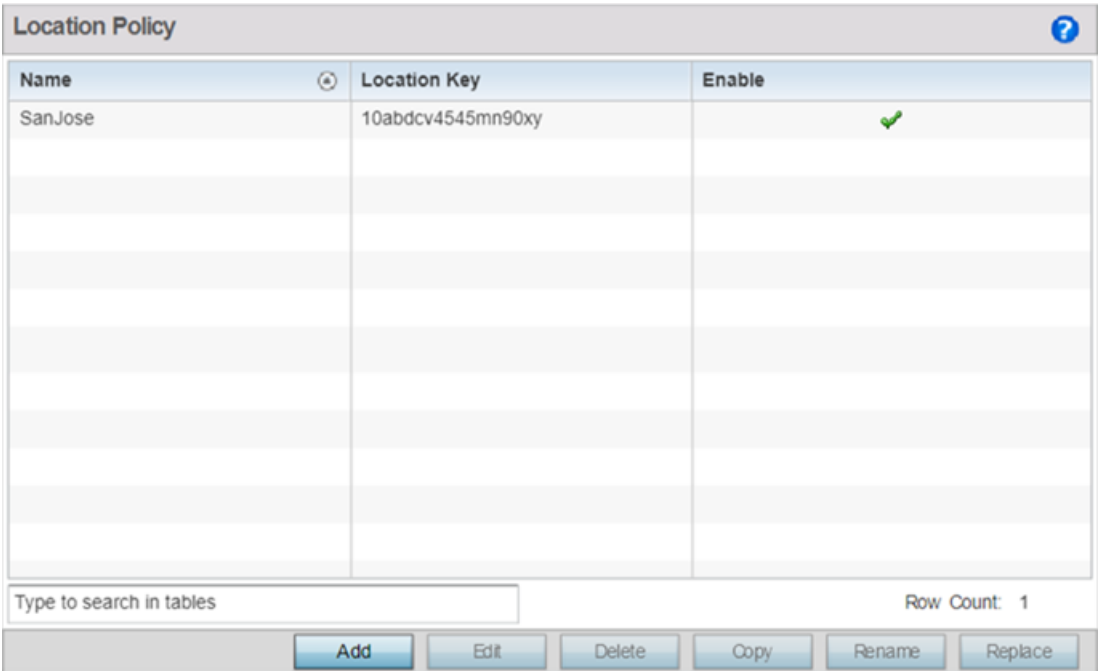 Location Policy
Name Location Key Enable
SanJose 10abdcv4545mn90xy
Type to search in tables Row Count: 1
Add Edit Delete Copy Rename Replace